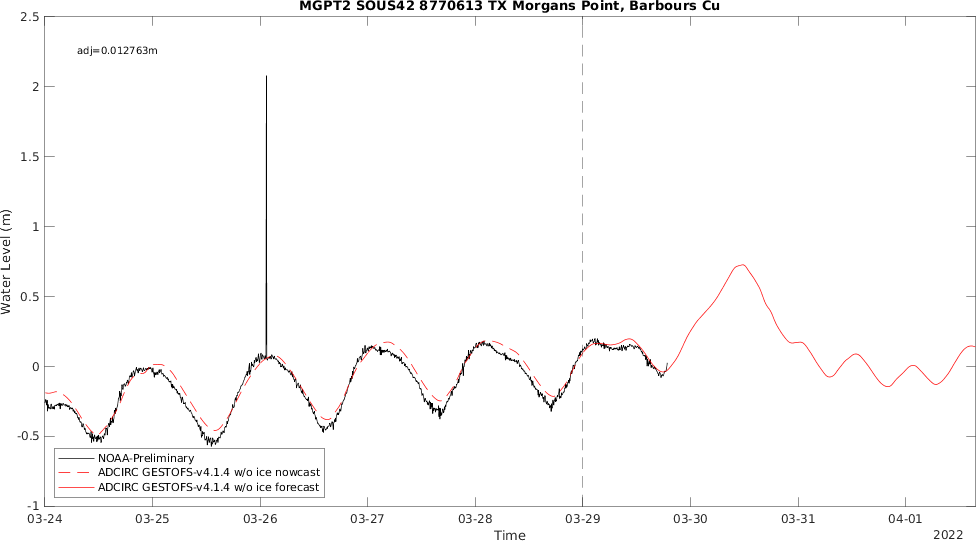 MGPT2 SOUS42 8770613 TX Morgans Point, Barbours Cu
adj=0.012763m
2.5
2
1.5
1
0.5
0
-0.5
-1
Water Level (m)
NOAA-Preliminary
ADCIRC GESTOFS-v4.1.4 w/o ice nowcast
ADCIRC GESTOFS-v4.1.4 w/o ice forecast
03-24 03-25 03-26 03-27 03-28 03-29 03-30 03-31 04-01
Time
2022